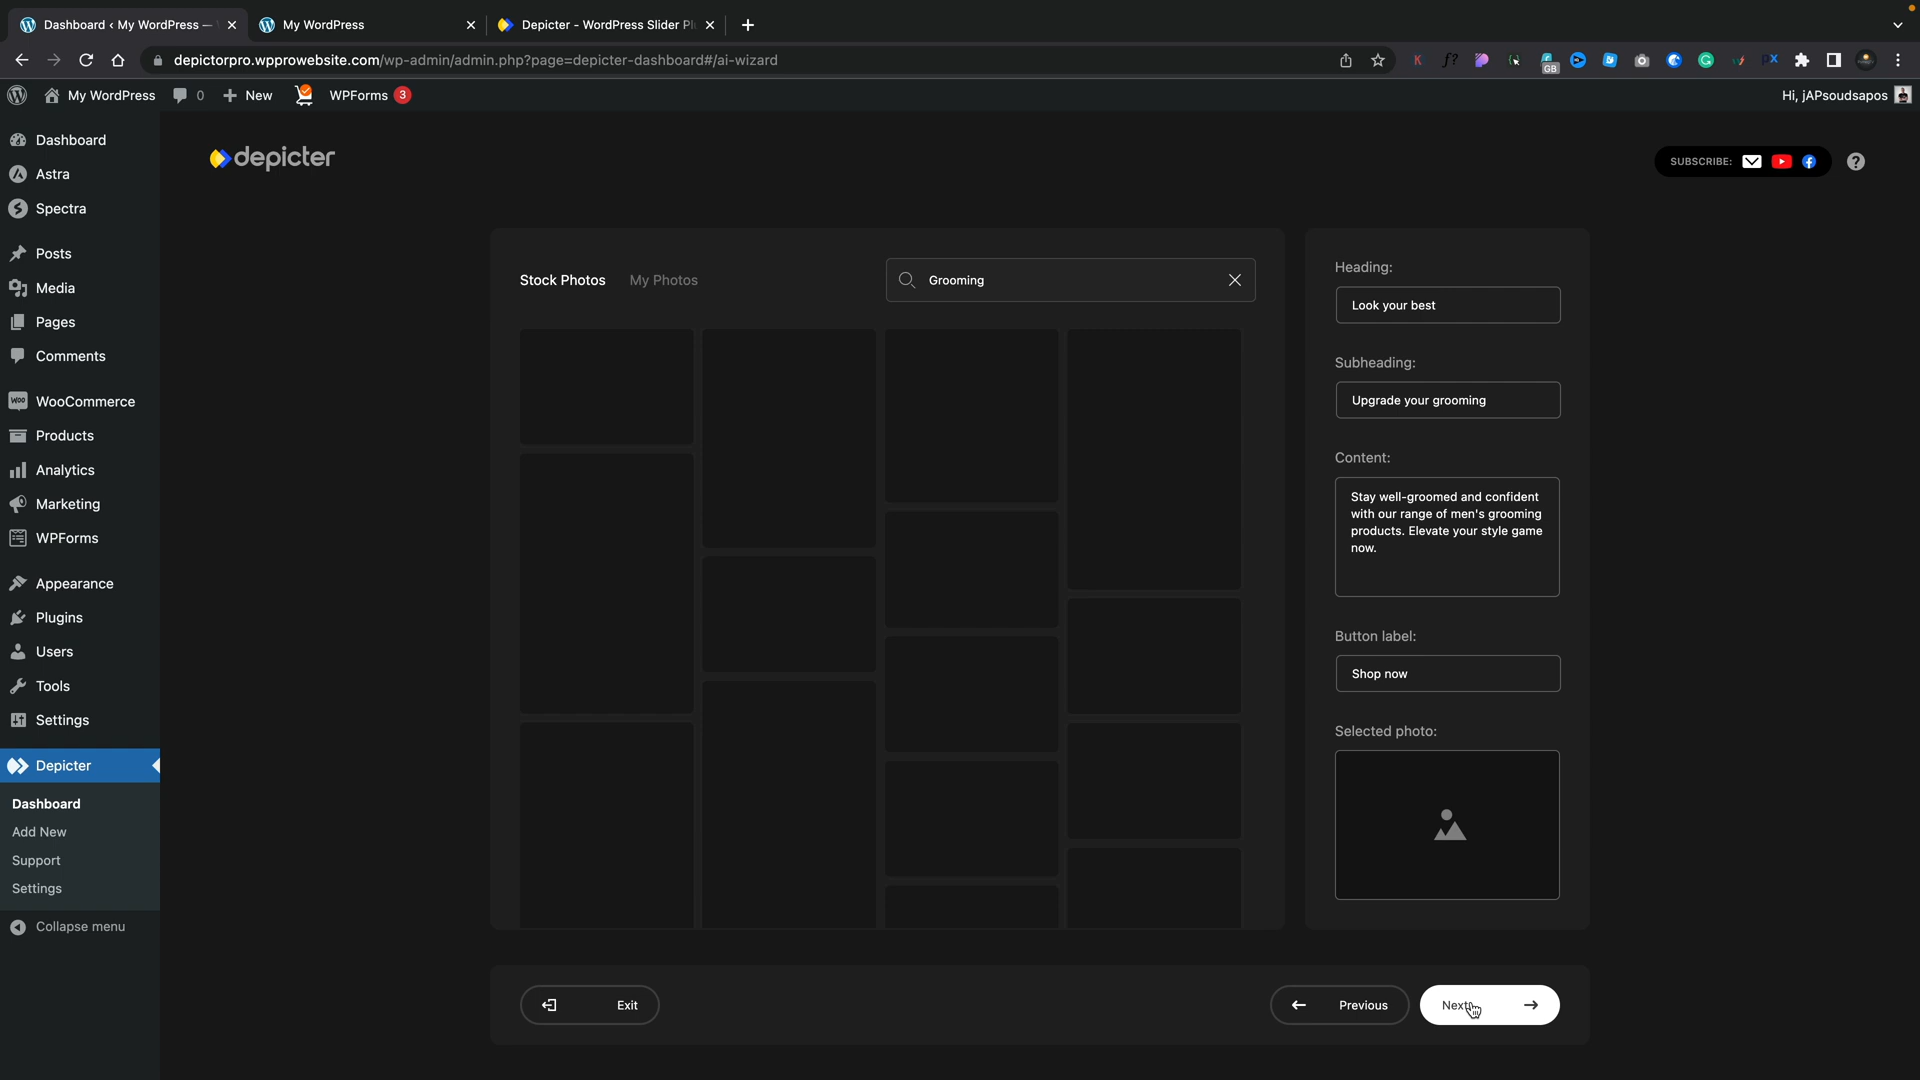 Dashboard ‹ My WordPress —
My WordPress
Depicter - WordPress Slider Pl
depictorpro.wpprowebsite.com/wp-admin/admin.php?page=depicter-dashboard#/ai-wizard
GB
My WordPress
0
New
WPForms 3
Hi, jAPsoudsapos
Dashboard
Astra
Spectra
Posts
Media
Pages
Comments
WooCommerce
Products
Analytics
Marketing
WPForms
Appearance
Plugins
Users
Tools
Settings
Depicter
Dashboard
Add New
Support
Settings
Collapse menu
depicter
SUBSCRIBE:
Stock Photos
My Photos
Grooming
Heading:
Look your best
Subheading:
Upgrade your grooming
Content:
Stay well-groomed and confident
with our range of men's grooming
products. Elevate your style game
now.
Button label:
Shop now
Selected photo:
Exit
Previous
Next